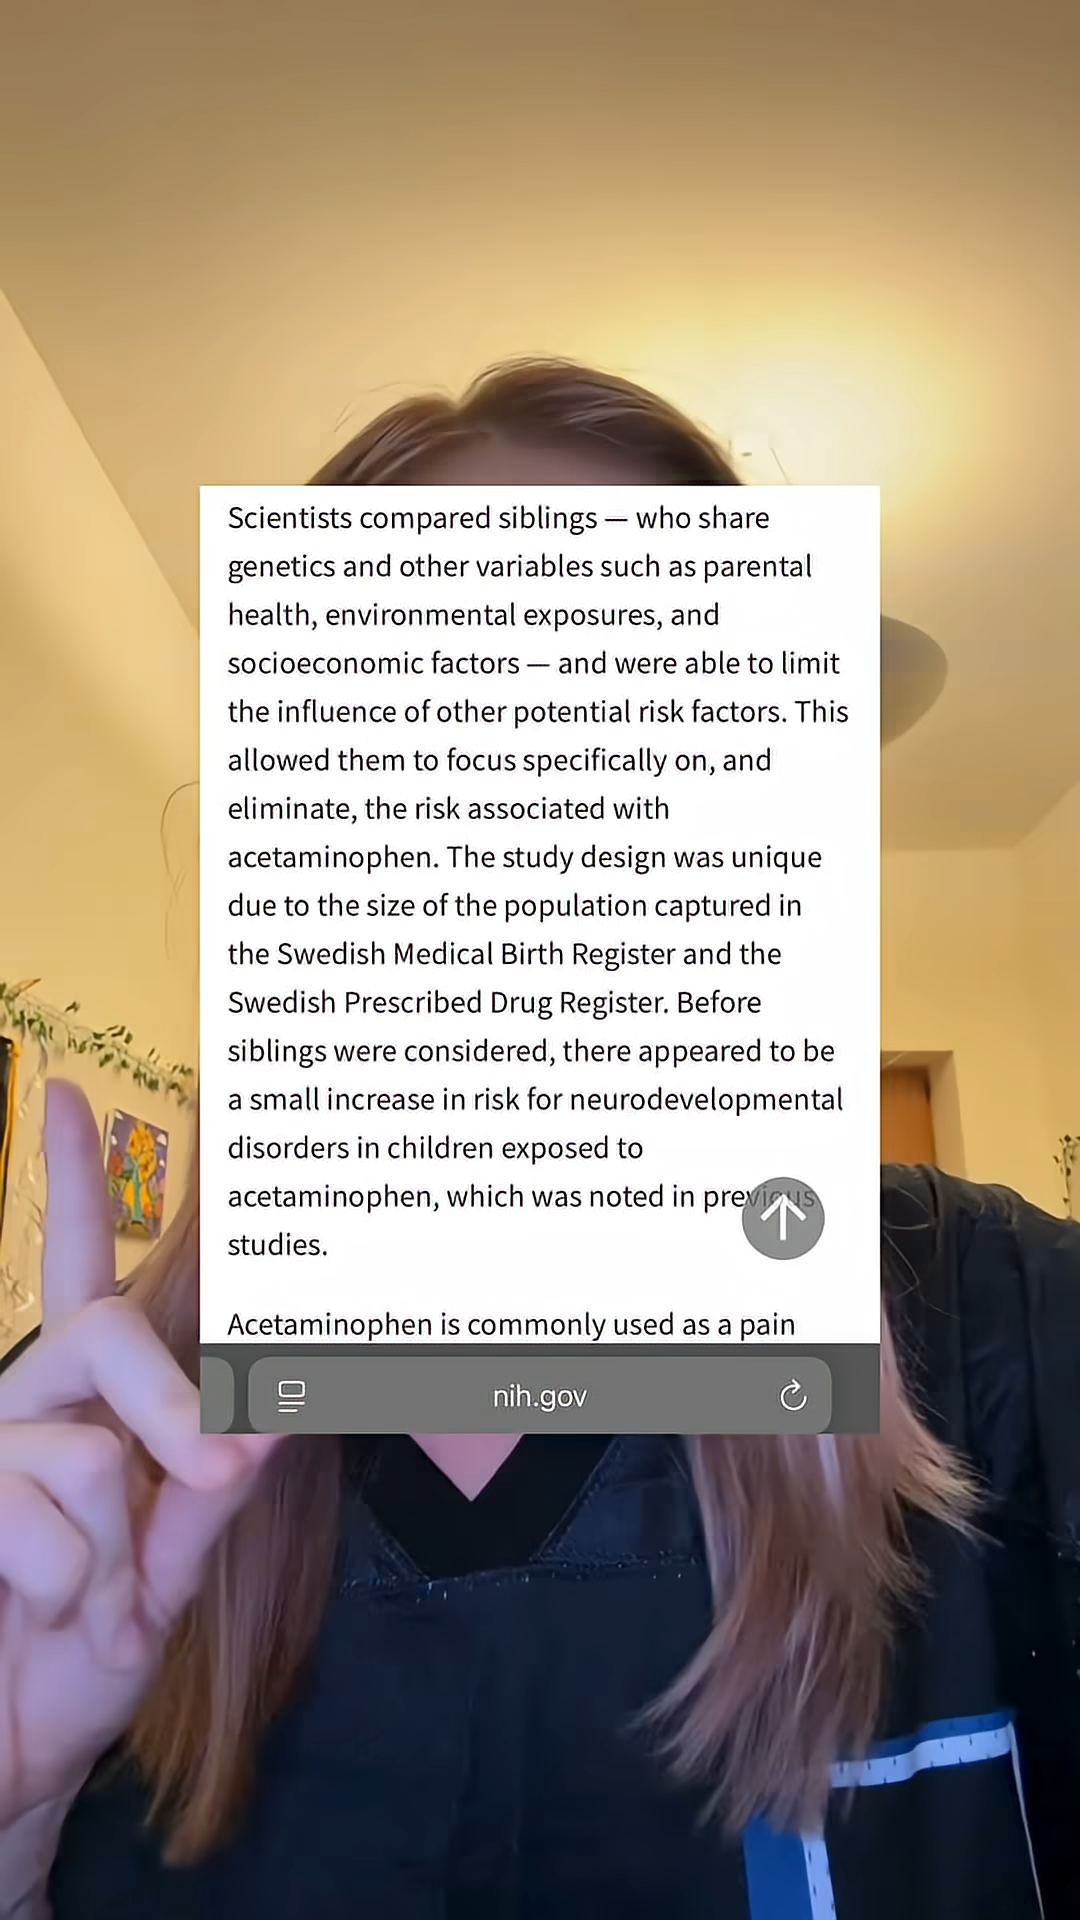 Scientists compared siblings — who share
genetics and other variables such as parental
health, environmental exposures, and
socioeconomic factors — and were able to limit
the influence of other potential risk factors. This
allowed them to focus specifically on, and
eliminate, the risk associated with
acetaminophen. The study design was unique
due to the size of the population captured in
the Swedish Medical Birth Register and the
Swedish Prescribed Drug Register. Before
siblings were considered, there appeared to be
a small increase in risk for neurodevelopmental
disorders in children exposed to
acetaminophen, which was noted in previous
studies.
Acetaminophen is commonly used as a pain
nih.gov